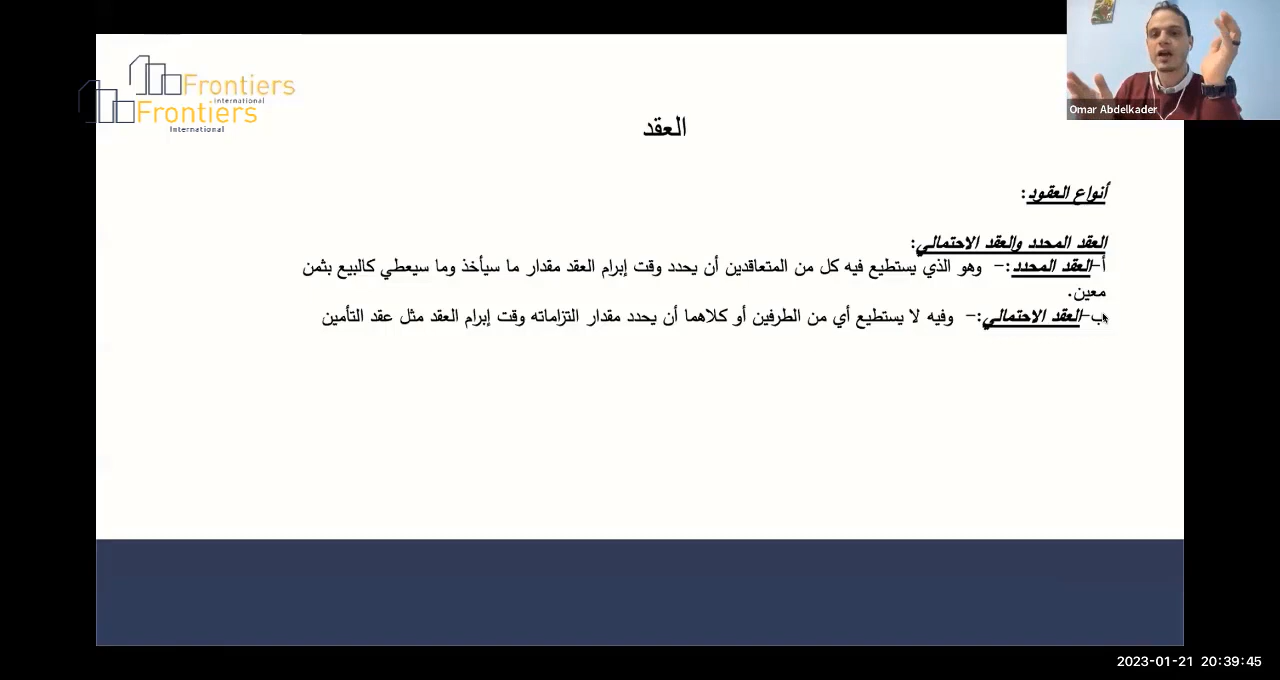 Frontiers
International
Frontiers
International
Omar Abdelkader
العقد
أنواع العقود:
العقد المحدد والعقد الاحتمالي:
أ-العقد المحدد:- وهو الذي يستطيع فيه كل من المتعاقدين أن يحدد وقت إبرام العقد مقدار ما سيأخذ وما سيعطي كالبيع بثمن
معين.
ب-العقد الاحتمالي:- وفيه لا يستطيع أي من الطرفين أو كلاهما أن يحدد مقدار التزاماته وقت إبرام العقد مثل عقد التأمين
2023-01-21 20:39:45